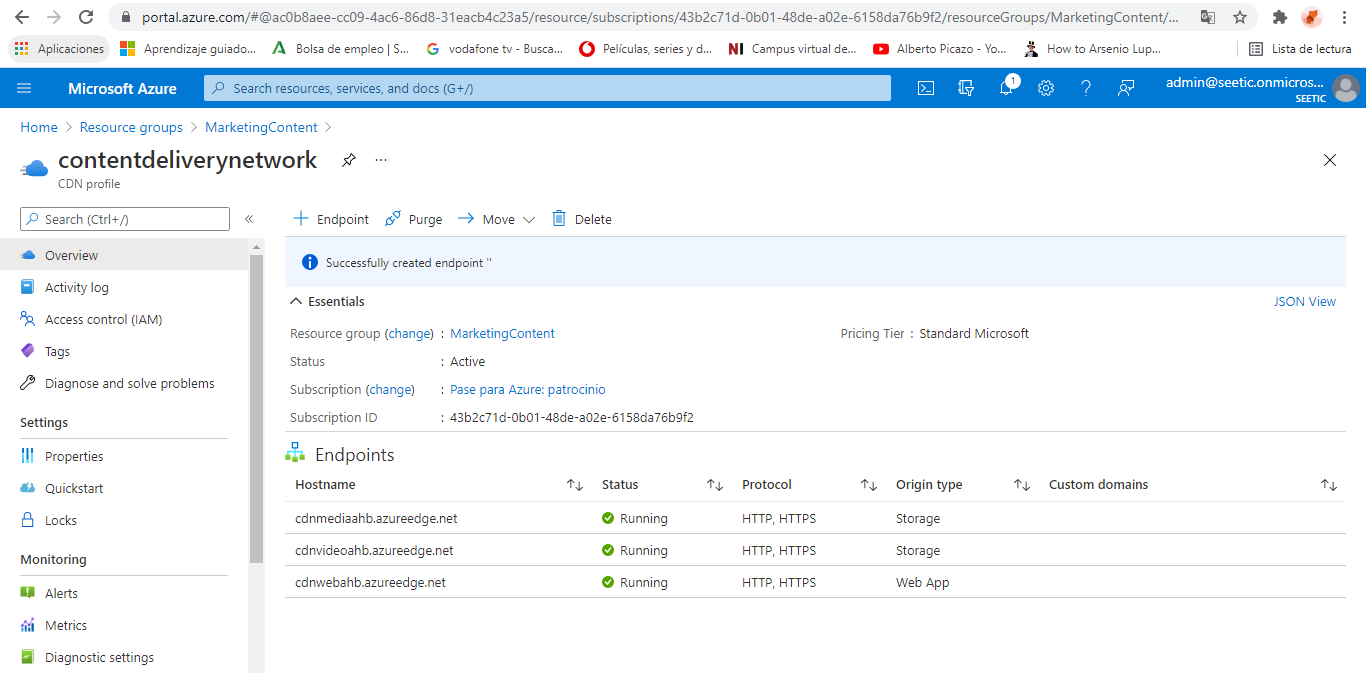 portal.azure.com/#@ac0b8aee-cc09-4ac6-86d8-31eacb4c23a5/resource/subscriptions/43b2c71d-0b01-48de-a02e-6158da76b9f2/resourceGroups/MarketingContent/...
Aplicaciones Aprendizaje guiado... Bolsa de empleo | S... vodafone tv - Busca... Películas, series y d... Campus virtual de... Alberto Picazo - Yo... How to Arsenio Lup... Lista de lectura
Microsoft Azure Search resources, services, and docs (G+/) 1 admin@seetic.onmicros...
SEETIC
Home > Resource groups > MarketingContent >
contentdeliverynetwork ...
CDN profile
Search (Ctrl+/) «
Endpoint Purge Move Delete
Overview
Activity log
Access control (IAM)
Tags
Diagnose and solve problems
Settings
Properties
Quickstart
Locks
Monitoring
Alerts
Metrics
Diagnostic settings
Successfully created endpoint ''
Essentials JSON View
Resource group (change) : MarketingContent Pricing Tier : Standard Microsoft
Status : Active
Subscription (change) : Pase para Azure: patrocinio
Subscription ID : 43b2c71d-0b01-48de-a02e-6158da76b9f2
Endpoints
Hostname Status Protocol Origin type Custom domains
cdnmediaahb.azureedge.net Running HTTP, HTTPS Storage
cdnvideoahb.azureedge.net Running HTTP, HTTPS Storage
cdnwebahb.azureedge.net Running HTTP, HTTPS Web App